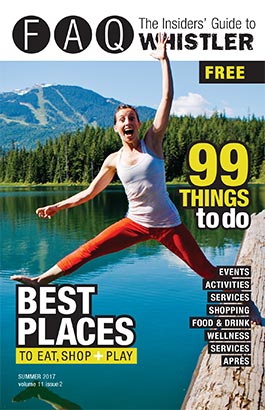 FAQ The Insiders' Guide to
WHISTLER
FREE
99
THINGS
to do
EVENTS
ACTIVITIES
SERVICES
SHOPPING
FOOD & DRINK
WELLNESS
SERVICES
APRÈS
BEST
PLACES
TO EAT, SHOP + PLAY
SUMMER 2017
volume 11 issue 2